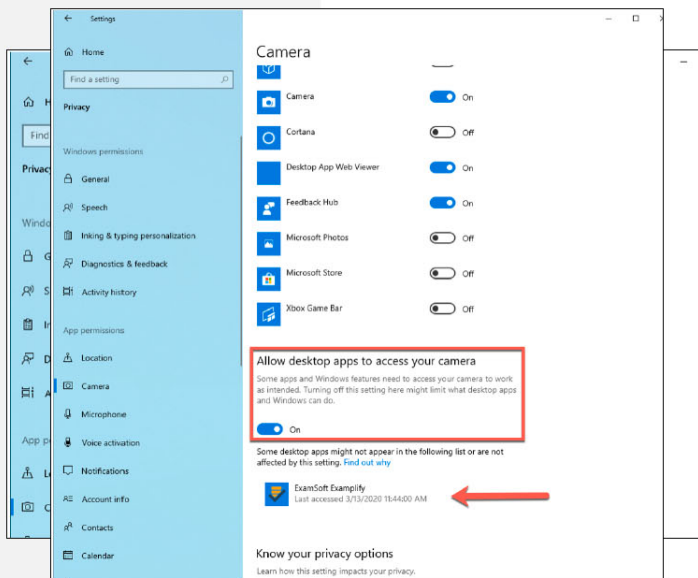 Settings
Home
Camera
Find a setting
Privacy
Camera
On
Cortana
Off
Windows permissions
Desktop App Web Viewer
On
General
Feedback Hub
On
Speech
Inking & typing personalization
Microsoft Photos
Off
Diagnostics & feedback
Microsoft Store
Off
Activity history
Xbox Game Bar
Off
App permissions
Location
Allow desktop apps to access your camera
Some apps and Windows features need to access your camera to work
as intended. Turning off this setting here might limit what desktop apps
and Windows can do.
Camera
Microphone
On
Voice activation
Some desktop apps might not appear in the following list or are not
affected by this setting. Find out why
Notifications
ExamSoft Examplify
Last accessed 3/13/2020 11:44:00 AM
Account info
Contacts
Calendar
Know your privacy options
Learn how this setting impacts your privacy.
H
Find
Privac
Windo
G
S
In
D
A
App p
L
C